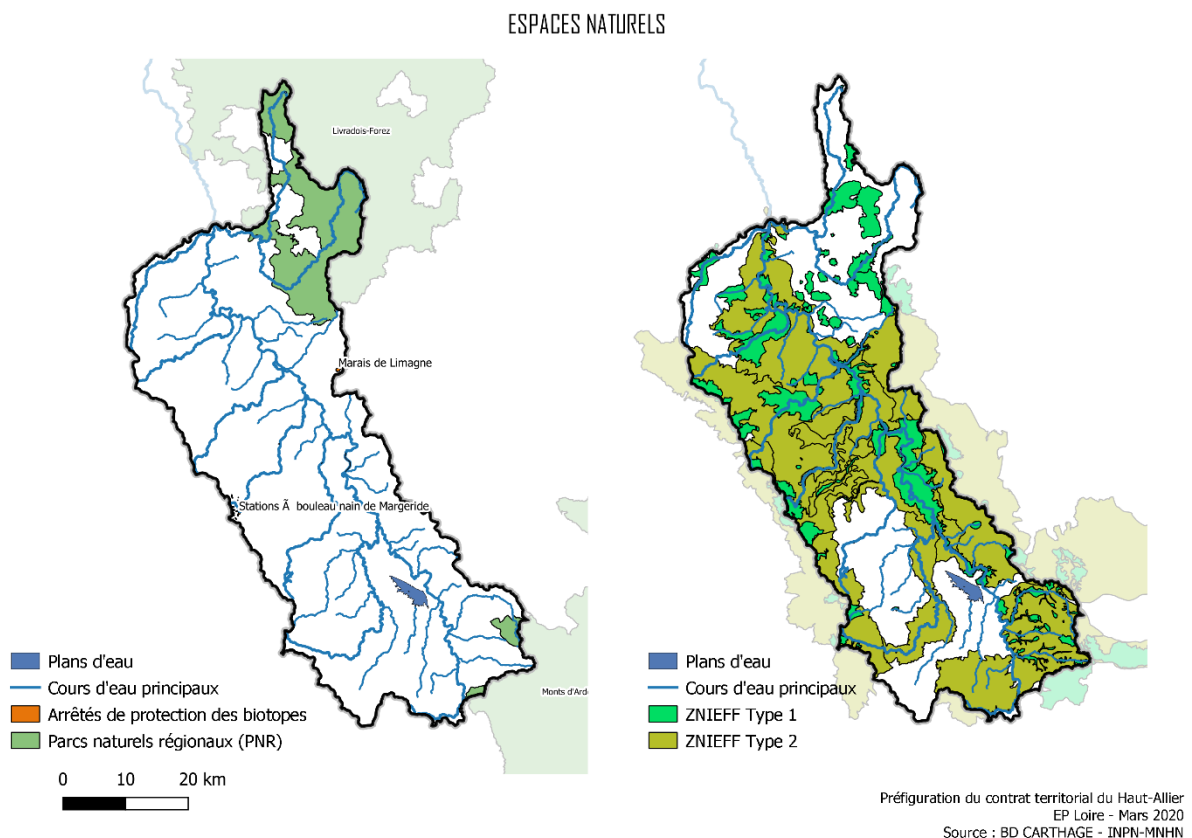 ESPACES NATURELS
Livradois-Forez
Marais de Limagne
Stations Ã  bouleau nain de Margeride
Monts d'Ardè
Plans d'eau
Cours d'eau principaux
Arrêtés de protection des biotopes
Parcs naturels régionaux (PNR)
0 10 20 km
Plans d'eau
Cours d'eau principaux
ZNIEFF Type 1
ZNIEFF Type 2
Préfiguration du contrat territorial du Haut-Allier
EP Loire - Mars 2020
Source : BD CARTHAGE - INPN-MNHN